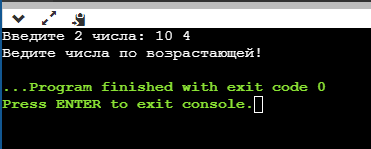 Введите 2 числа: 10 4
Ведите числа по возрастающей!
...Program finished with exit code 0
Press ENTER to exit console.